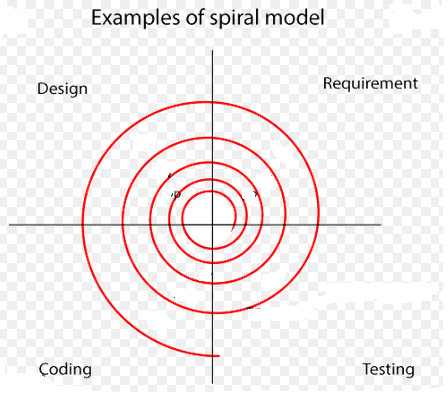 Examples of spiral model
Design
Requirement
Coding
Testing